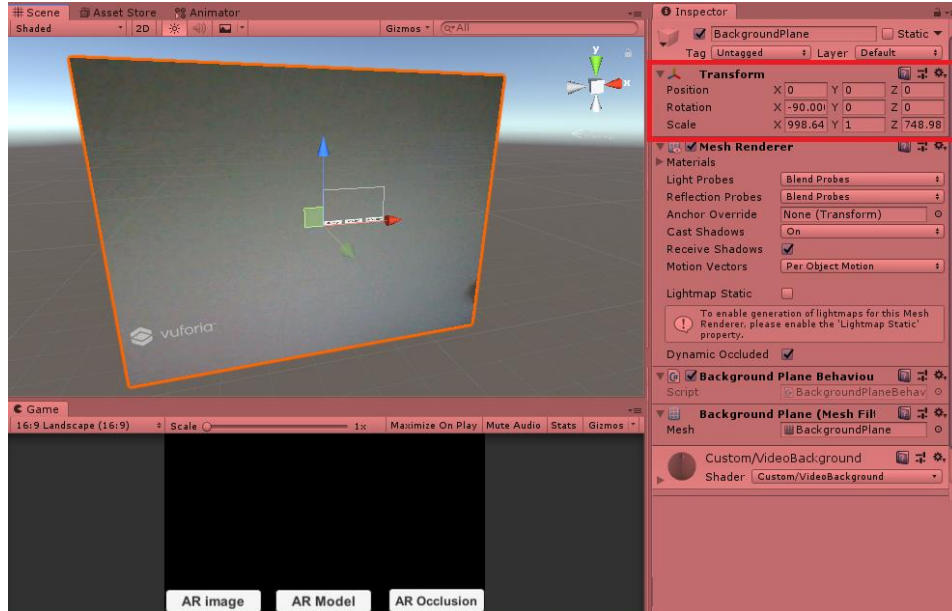 Scene Asset Store Animator
Shaded 2D Gizmos All
y
x
Persp
vuforia™
Game
16:9 Landscape (16:9) Scale 1x Maximize On Play Mute Audio Stats Gizmos
AR image AR Model AR Occlusion
Inspector
BackgroundPlane Static
Tag Untagged Layer Default
Transform
Position X 0 Y 0 Z 0
Rotation X -90.00 Y 0 Z 0
Scale X 998.64 Y 1 Z 748.98
Mesh Renderer
Materials
Light Probes Blend Probes
Reflection Probes Blend Probes
Anchor Override None (Transform)
Cast Shadows On
Receive Shadows
Motion Vectors Per Object Motion
Lightmap Static
To enable generation of lightmaps for this Mesh
Renderer, please enable the 'Lightmap Static'
property.
Dynamic Occluded
Background Plane Behaviou
Script BackgroundPlaneBehav
Background Plane (Mesh Fil
Mesh BackgroundPlane
Custom/VideoBackground
Shader Custom/VideoBackground